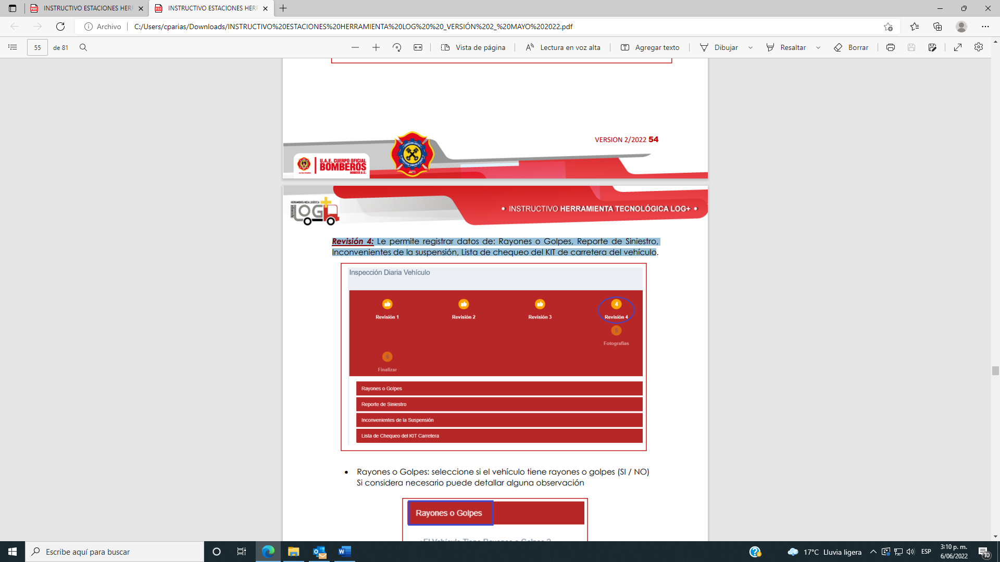 INSTRUCTIVO ESTACIONES HERR
INSTRUCTIVO ESTACIONES HERR
Archivo
C:/Users/cparias/Downloads/INSTRUCTIVO%20ESTACIONES%20HERRAMIENTA%20LOG%20%20_VERSIÓN%202_%20MAYO%202022.pdf
55 de 81
Vista de página
Lectura en voz alta
Agregar texto
Dibujar
Resaltar
Borrar
VERSION 2/2022 54
U.A.E. CUERPO OFICIAL
BOMBEROS
BOGOTÁ D.C.
HERRAMIENTA MESA LOGÍSTICA
LOG
• INSTRUCTIVO HERRAMIENTA TECNOLÓGICA LOG+ •
Revisión 4: Le permite registrar datos de: Rayones o Golpes, Reporte de Siniestro,
Inconvenientes de la suspensión, Lista de chequeo del KIT de carretera del vehículo.
Inspección Diaria Vehículo
4
Revisión 1
Revisión 2
Revisión 3
Revisión 4
5
Fotografias
6
Finalizar
Rayones o Golpes
Reporte de Siniestro
Inconvenientes de la Suspensión
Lista de Chequeo del KIT Carretera
• Rayones o Golpes: seleccione si el vehículo tiene rayones o golpes (SI / NO)
Si considera necesario puede detallar alguna observación
Rayones o Golpes
¿El Vehículo Tiene Rayones o Golpes?
Escribe aquí para buscar
17°C Lluvia ligera
ESP
3:10 p. m.
6/06/2022
10